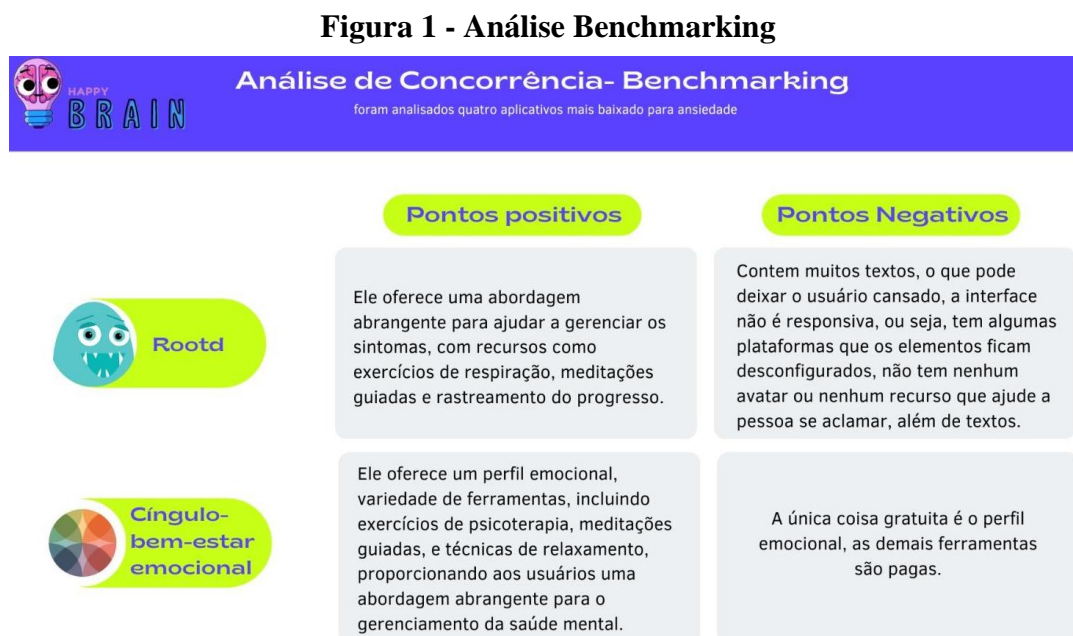 Figura 1 - Análise Benchmarking
HAPPY
BRAIN
Análise de Concorrência- Benchmarking
foram analisados quatro aplicativos mais baixado para ansiedade
Pontos positivos
Pontos Negativos
Rootd
Ele oferece uma abordagem
abrangente para ajudar a gerenciar os
sintomas, com recursos como
exercícios de respiração, meditações
guiadas e rastreamento do progresso.
Contem muitos textos, o que pode
deixar o usuário cansado, a interface
não é responsiva, ou seja, tem algumas
plataformas que os elementos ficam
desconfigurados, não tem nenhum
avatar ou nenhum recurso que ajude a
pessoa se aclamar, além de textos.
Cíngulo-
bem-estar
emocional
Ele oferece um perfil emocional,
variedade de ferramentas, incluindo
exercícios de psicoterapia, meditações
guiadas, e técnicas de relaxamento,
proporcionando aos usuários uma
abordagem abrangente para o
gerenciamento da saúde mental.
A única coisa gratuita é o perfil
emocional, as demais ferramentas
são pagas.